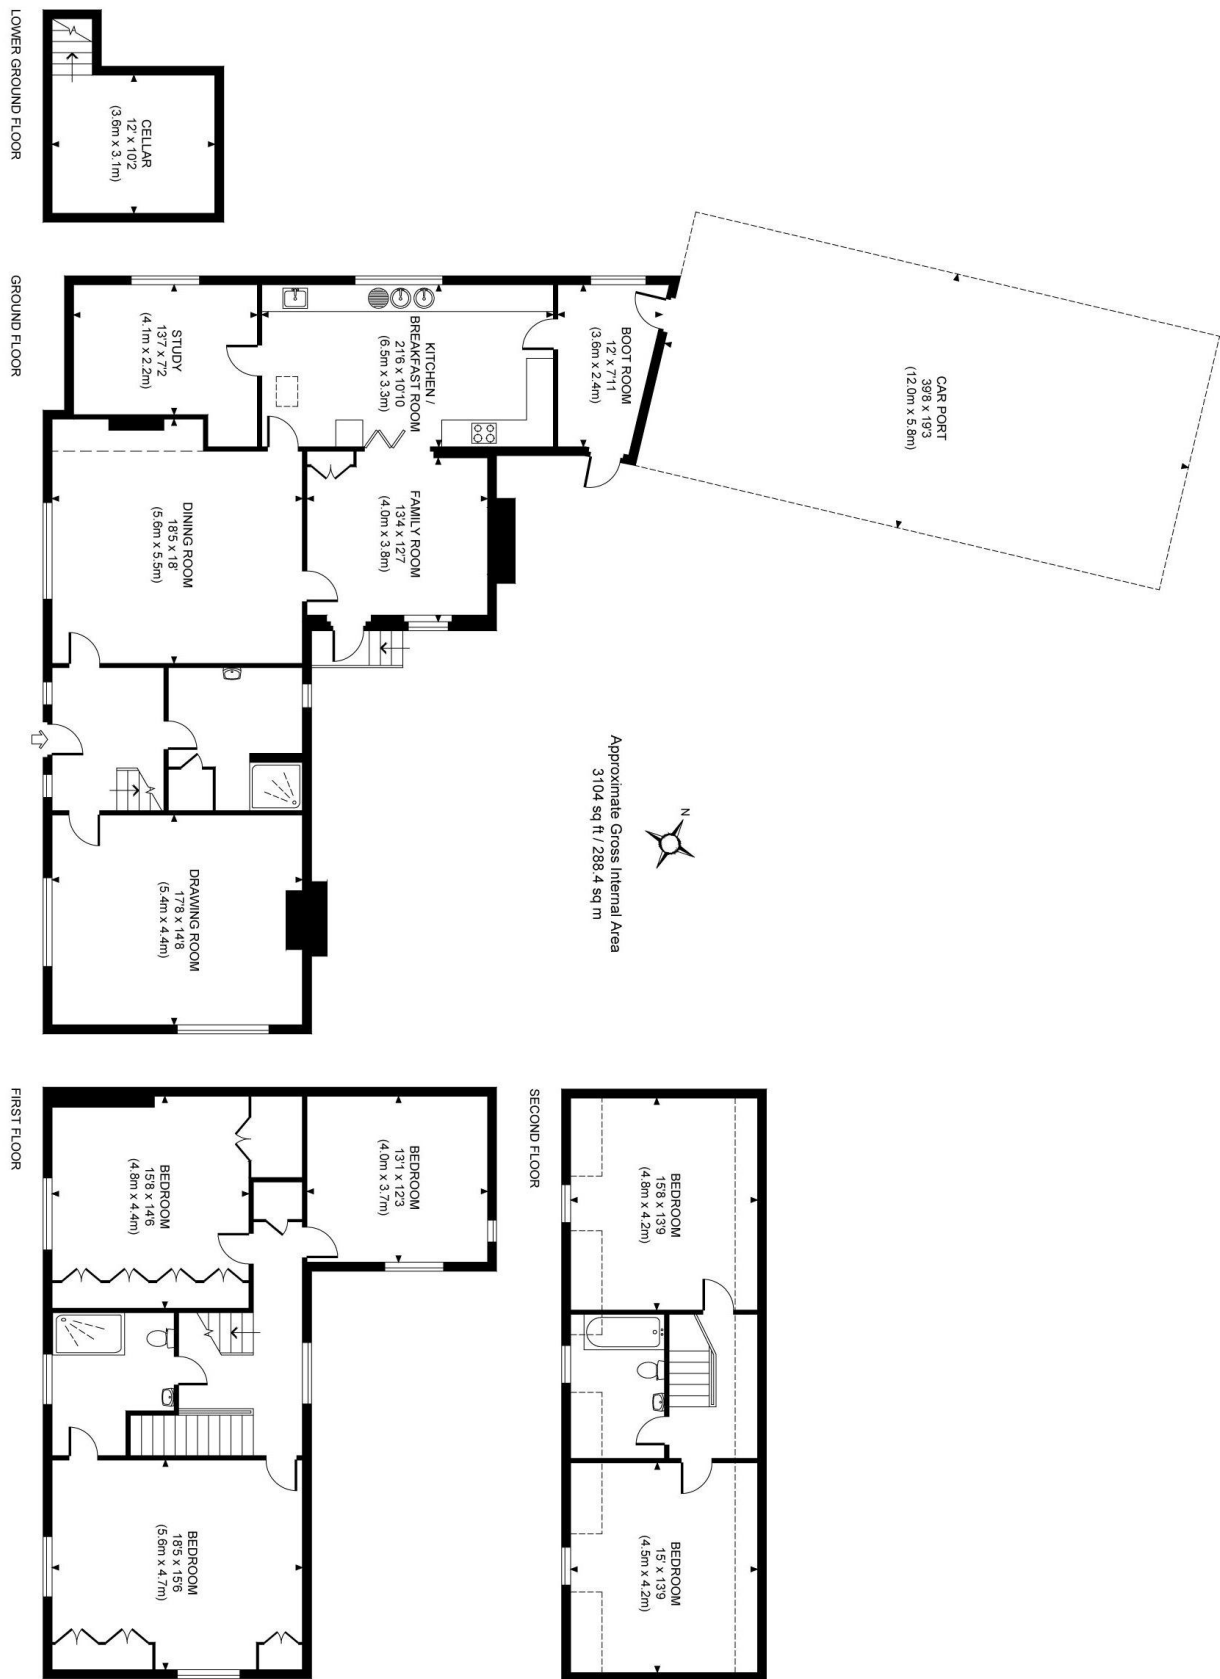 LOWER GROUND FLOOR
CELLAR
12' x 10'2
(3.6m x 3.1m)
GROUND FLOOR
STUDY
13'7 x 7'2
(4.1m x 2.2m)
KITCHEN /
BREAKFAST ROOM
21'6 x 10'10
(6.5m x 3.3m)
BOOT ROOM
12' x 7'11
(3.6m x 2.4m)
CAR PORT
39'8 x 19'3
(12.0m x 5.8m)
DINING ROOM
18'5 x 18'
(5.6m x 5.5m)
FAMILY ROOM
13'4 x 12'7
(4.0m x 3.8m)
DRAWING ROOM
17'8 x 14'8
(5.4m x 4.4m)
N
Approximate Gross Internal Area
3104 sq ft / 288.4 sq m
FIRST FLOOR
BEDROOM
15'8 x 14'6
(4.8m x 4.4m)
BEDROOM
13'1 x 12'3
(4.0m x 3.7m)
BEDROOM
18'5 x 15'6
(5.6m x 4.7m)
SECOND FLOOR
BEDROOM
15'8 x 13'9
(4.8m x 4.2m)
BEDROOM
15' x 13'9
(4.5m x 4.2m)